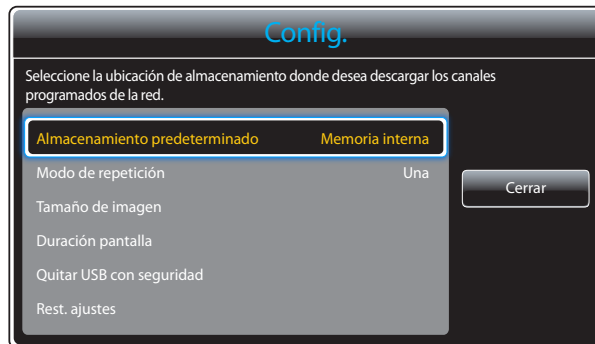 Config.
Seleccione la ubicación de almacenamiento donde desea descargar los canales
programados de la red.
Almacenamiento predeterminado Memoria interna
Modo de repetición Una
Cerrar
Tamaño de imagen
Duración pantalla
Quitar USB con seguridad
Rest. ajustes